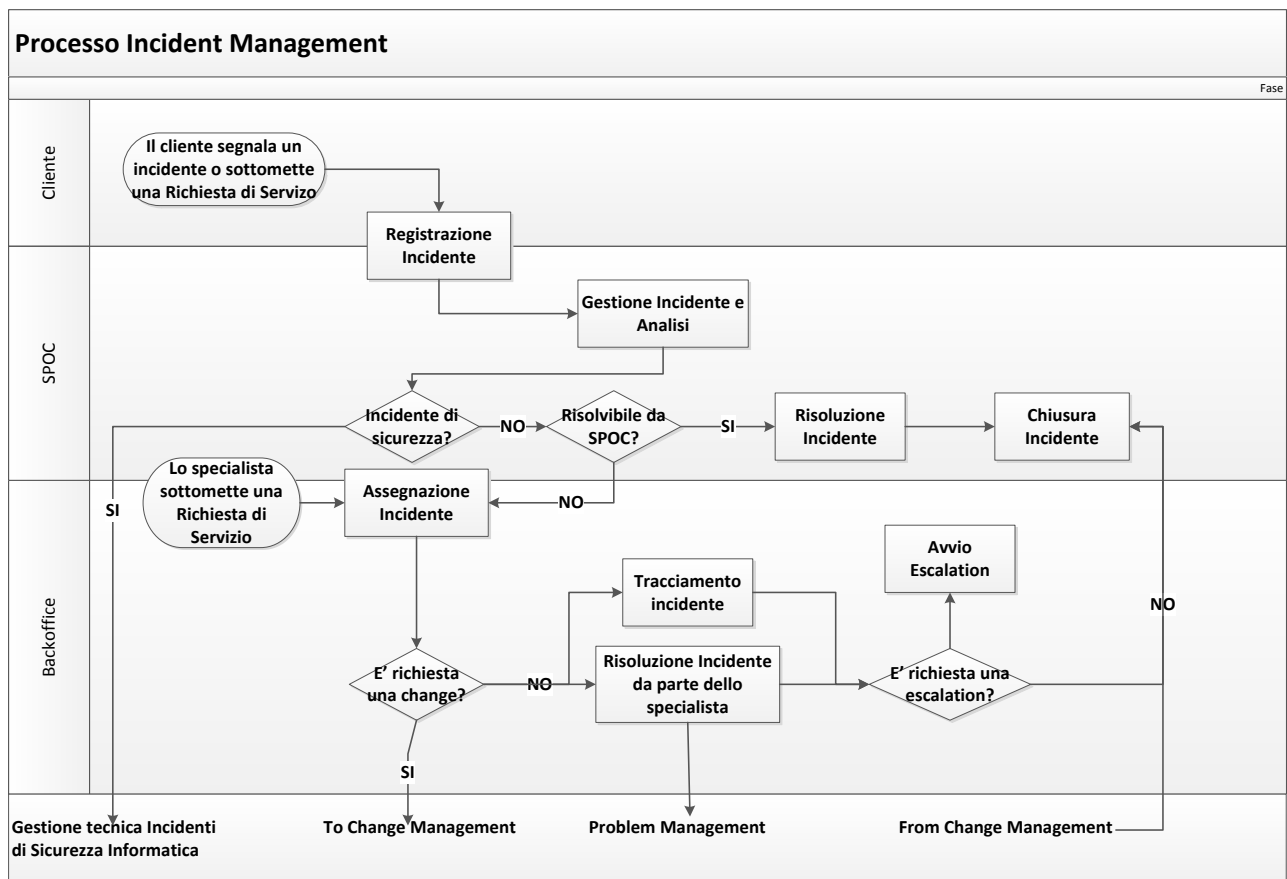 Processo Incident Management
Fase
Cliente
Il cliente segnala un
incidente o sottomette
una Richiesta di Servizo
Registrazione
Incidente
SPOC
Gestione Incidente e
Analisi
Incidente di
sicurezza?
NO
Risolvibile da
SPOC?
SI
Risoluzione
Incidente
Chiusura
Incidente
Backoffice
SI
Lo specialista
sottomette una
Richiesta di
Servizio
Assegnazione
Incidente
NO
Avvio
Escalation
Tracciamento
incidente
NO
E' richiesta
una change?
NO
Risoluzione Incidente
da parte dello
specialista
E' richiesta una
escalation?
SI
Gestione tecnica Incidenti
di Sicurezza Informatica
To Change Management
Problem Management
From Change Management